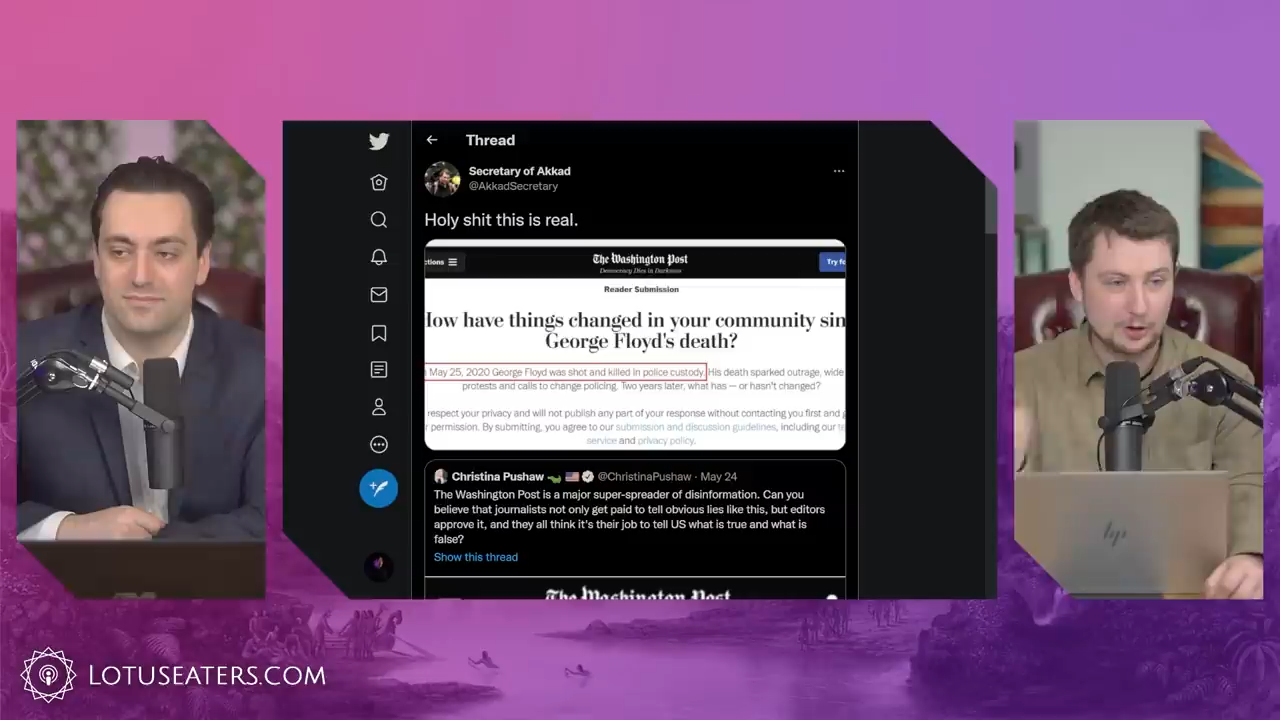 Thread
Secretary of Akkad
@AkkadSecretary
Holy shit this is real.
ctions
The Washington Post
Democracy Dies in Darkness
Try fo
Reader Submission
How have things changed in your community sin
George Floyd's death?
May 25, 2020 George Floyd was shot and killed in police custody. His death sparked outrage, wide
protests and calls to change policing. Two years later, what has — or hasn't changed?
respect your privacy and will not publish any part of your response without contacting you first and g
r permission. By submitting, you agree to our submission and discussion guidelines, including our te
service and privacy policy.
Christina Pushaw @ChristinaPushaw · May 24
The Washington Post is a major super-spreader of disinformation. Can you
believe that journalists not only get paid to tell obvious lies like this, but editors
approve it, and they all think it's their job to tell US what is true and what is
false?
Show this thread
The Washington Post
hp
LOTUSEATERS.COM